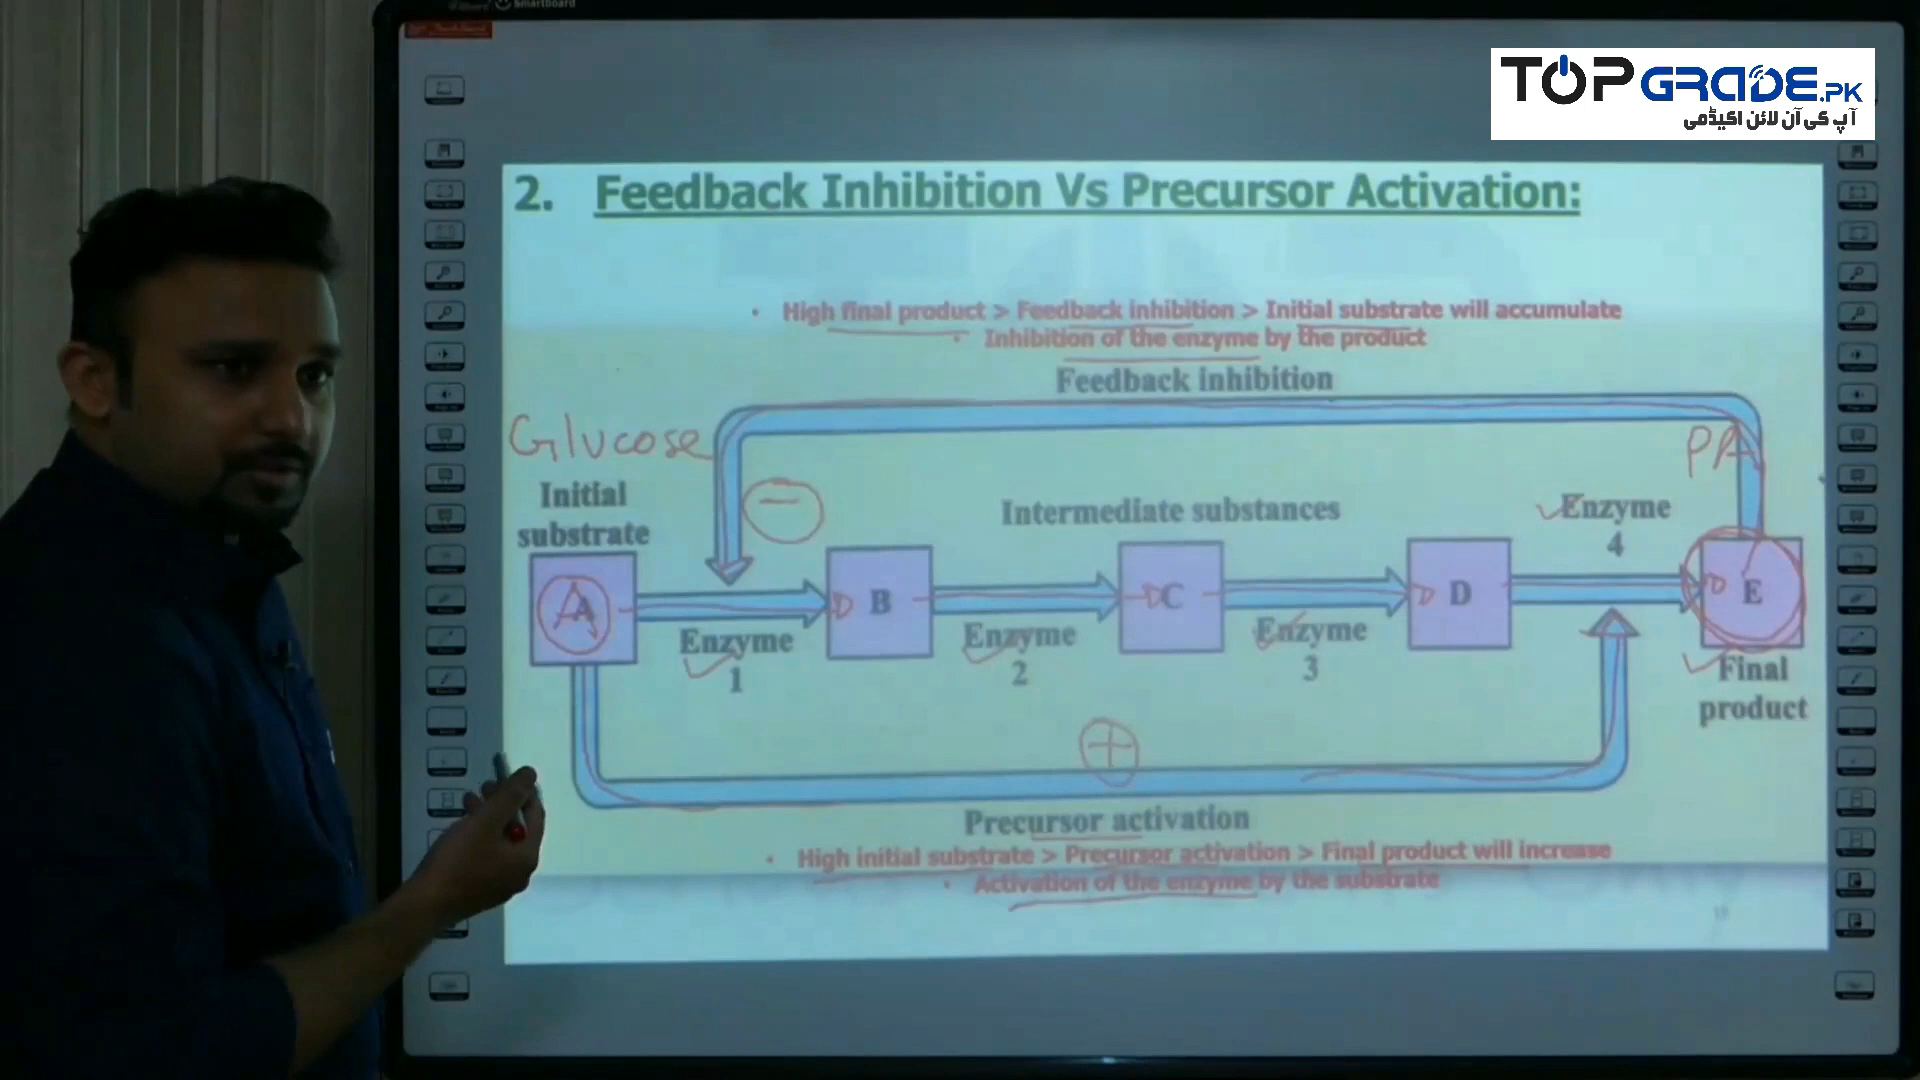 Smartboard
TOPGRADE.PK
آپ کی آن لائن اکیڈمی
2. Feedback Inhibition Vs Precursor Activation:
• High final product > Feedback inhibition > Initial substrate will accumulate
• Inhibition of the enzyme by the product
Feedback inhibition
Glucose
PA
Initial
substrate
−
Intermediate substances
Enzyme
4
A
B
C
D
E
Enzyme
1
Enzyme
2
Enzyme
3
Final
product
+
Precursor activation
• High initial substrate > Precursor activation > Final product will increase
• Activation of the enzyme by the substrate